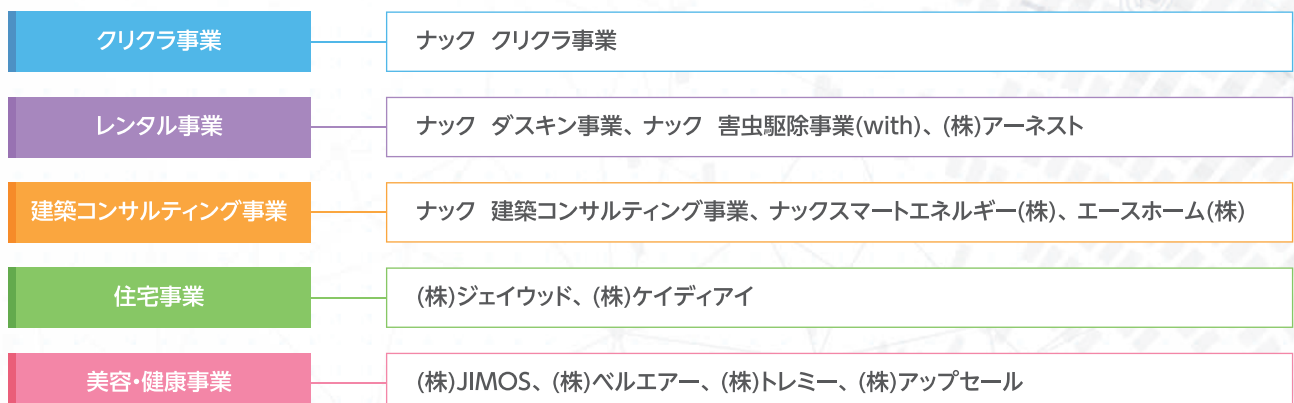 クリクラ事業
ナック クリクラ事業
レンタル事業
ナック ダスキン事業、ナック 害虫駆除事業(with)、(株)アーネスト
建築コンサルティング事業
ナック 建築コンサルティング事業、ナックスマートエネルギー(株)、エースホーム(株)
住宅事業
(株)ジェイウッド、(株)ケイディアイ
美容・健康事業
(株)JIMOS、(株)ベルエアー、(株)トレミー、(株)アップセール